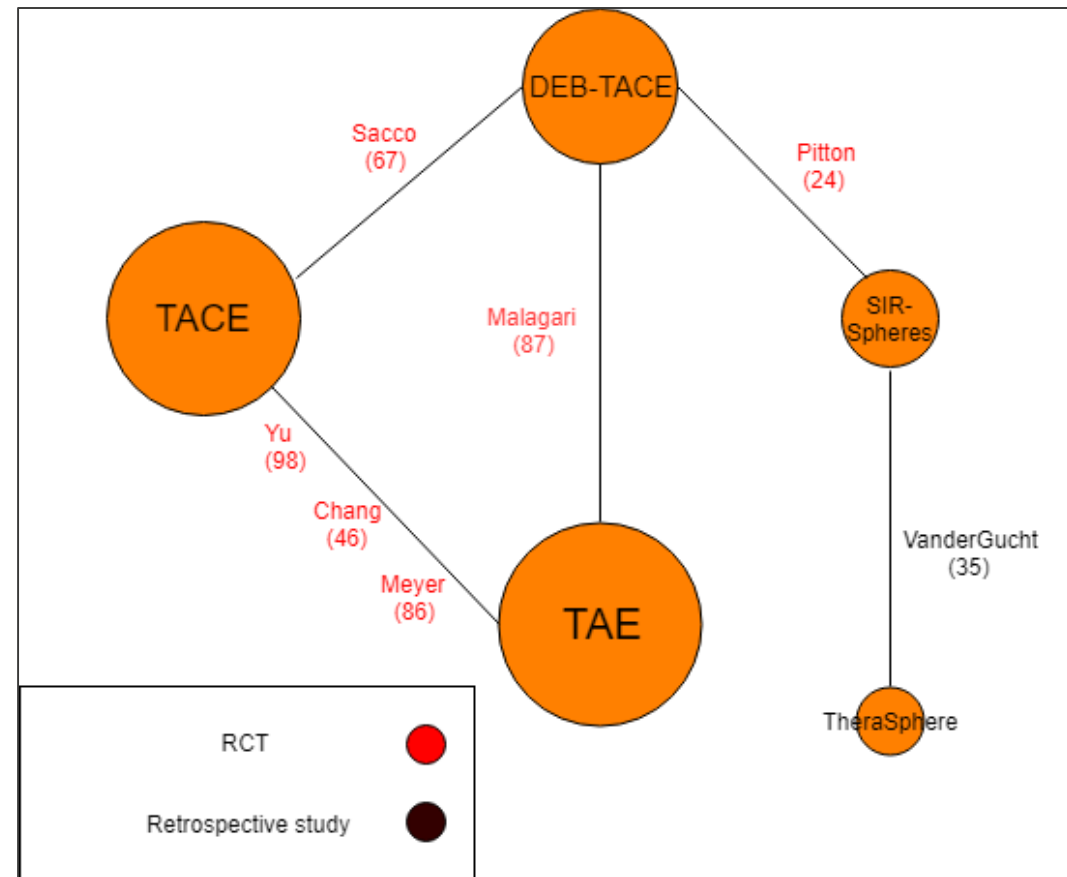 DEB-TACE
Sacco
(67)
Pitton
(24)
TACE
Malagari
(87)
SIR-
Spheres
Yu
(98)
Chang
(46)
Meyer
(86)
VanderGucht
(35)
TAE
TheraSphere
RCT
Retrospective study